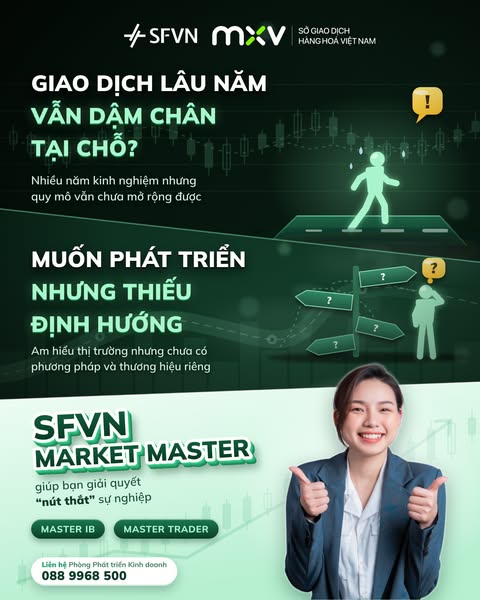 SFVN
mxv
SỞ GIAO DỊCH
HÀNG HOÁ VIỆT NAM
GIAO DỊCH LÂU NĂM
VẪN DẬM CHÂN
TẠI CHỖ?
!
Nhiều năm kinh nghiệm nhưng
quy mô vẫn chưa mở rộng được
MUỐN PHÁT TRIỂN
NHƯNG THIẾU
ĐỊNH HƯỚNG
?
?
?
?
?
Am hiểu thị trường nhưng chưa có
phương pháp và thương hiệu riêng
SFVN
MARKET MASTER
giúp bạn giải quyết
“nút thắt” sự nghiệp
MASTER IB
MASTER TRADER
Liên hệ Phòng Phát triển Kinh doanh
088 9968 500